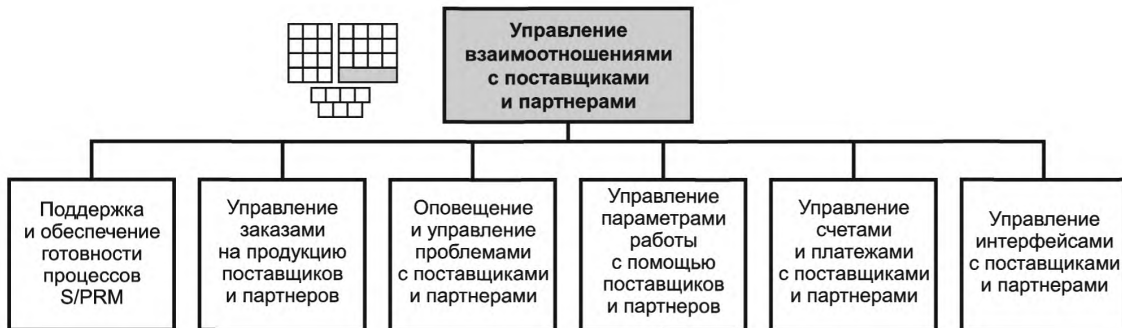 Управление
взаимоотношениями
с поставщиками
и партнерами
Поддержка
и обеспечение
готовности
процессов
S/PRM
Управление
заказами
на продукцию
поставщиков
и партнеров
Оповещение
и управление
проблемами
с поставщиками
и партнерами
Управление
параметрами
работы
с помощью
поставщиков
и партнеров
Управление
счетами
и платежами
с поставщиками
и партнерами
Управление
интерфейсами
с поставщиками
и партнерами